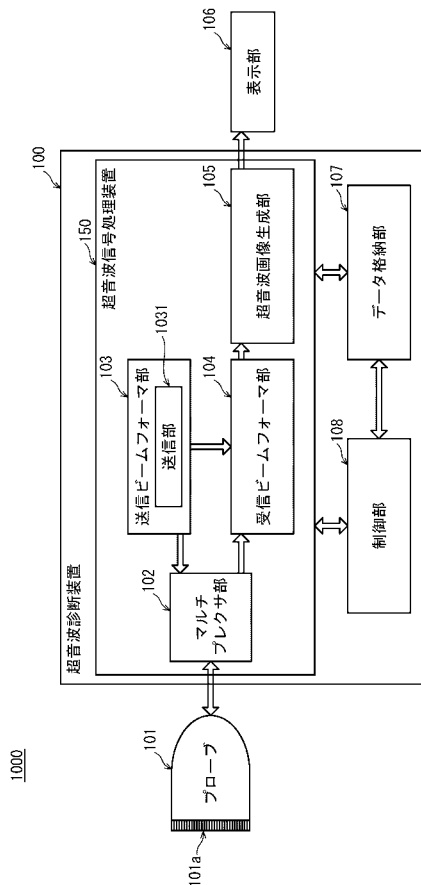 1000
超音波診断装置
100
超音波信号処理装置
150
プローブ
101
101a
マルチ
プレクサ部
102
送信ビームフォーマ部
103
送信部
1031
受信ビームフォーマ部
104
超音波画像生成部
105
表示部
106
制御部
108
データ格納部
107